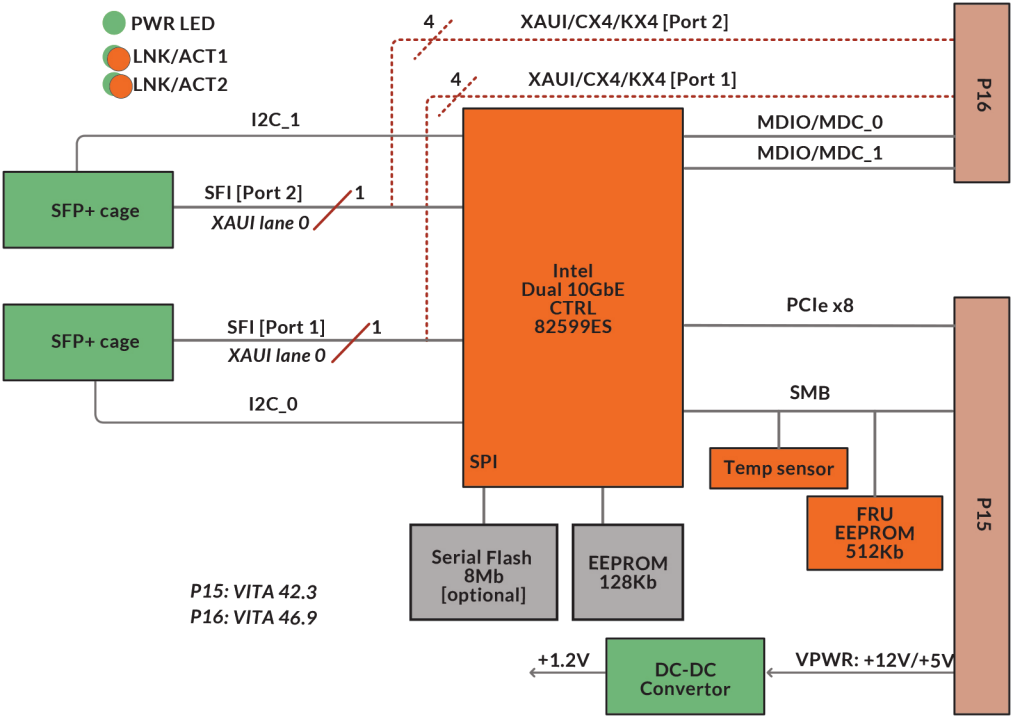 PWR LED
LNK/ACT1
LNK/ACT2
4
XAUI/CX4/KX4 [Port 2]
4
XAUI/CX4/KX4 [Port 1]
P16
I2C_1
MDIO/MDC_0
MDIO/MDC_1
SFP+ cage
SFI [Port 2]
1
XAUI lane 0
Intel
Dual 10GbE
CTRL
82599ES
PCIe x8
SFP+ cage
SFI [Port 1]
1
XAUI lane 0
I2C_0
SMB
SPI
Temp sensor
P15
FRU
EEPROM
512Kb
Serial Flash
8Mb
[optional]
EEPROM
128Kb
P15: VITA 42.3
P16: VITA 46.9
+1.2V
DC-DC
Convertor
VPWR: +12V/+5V